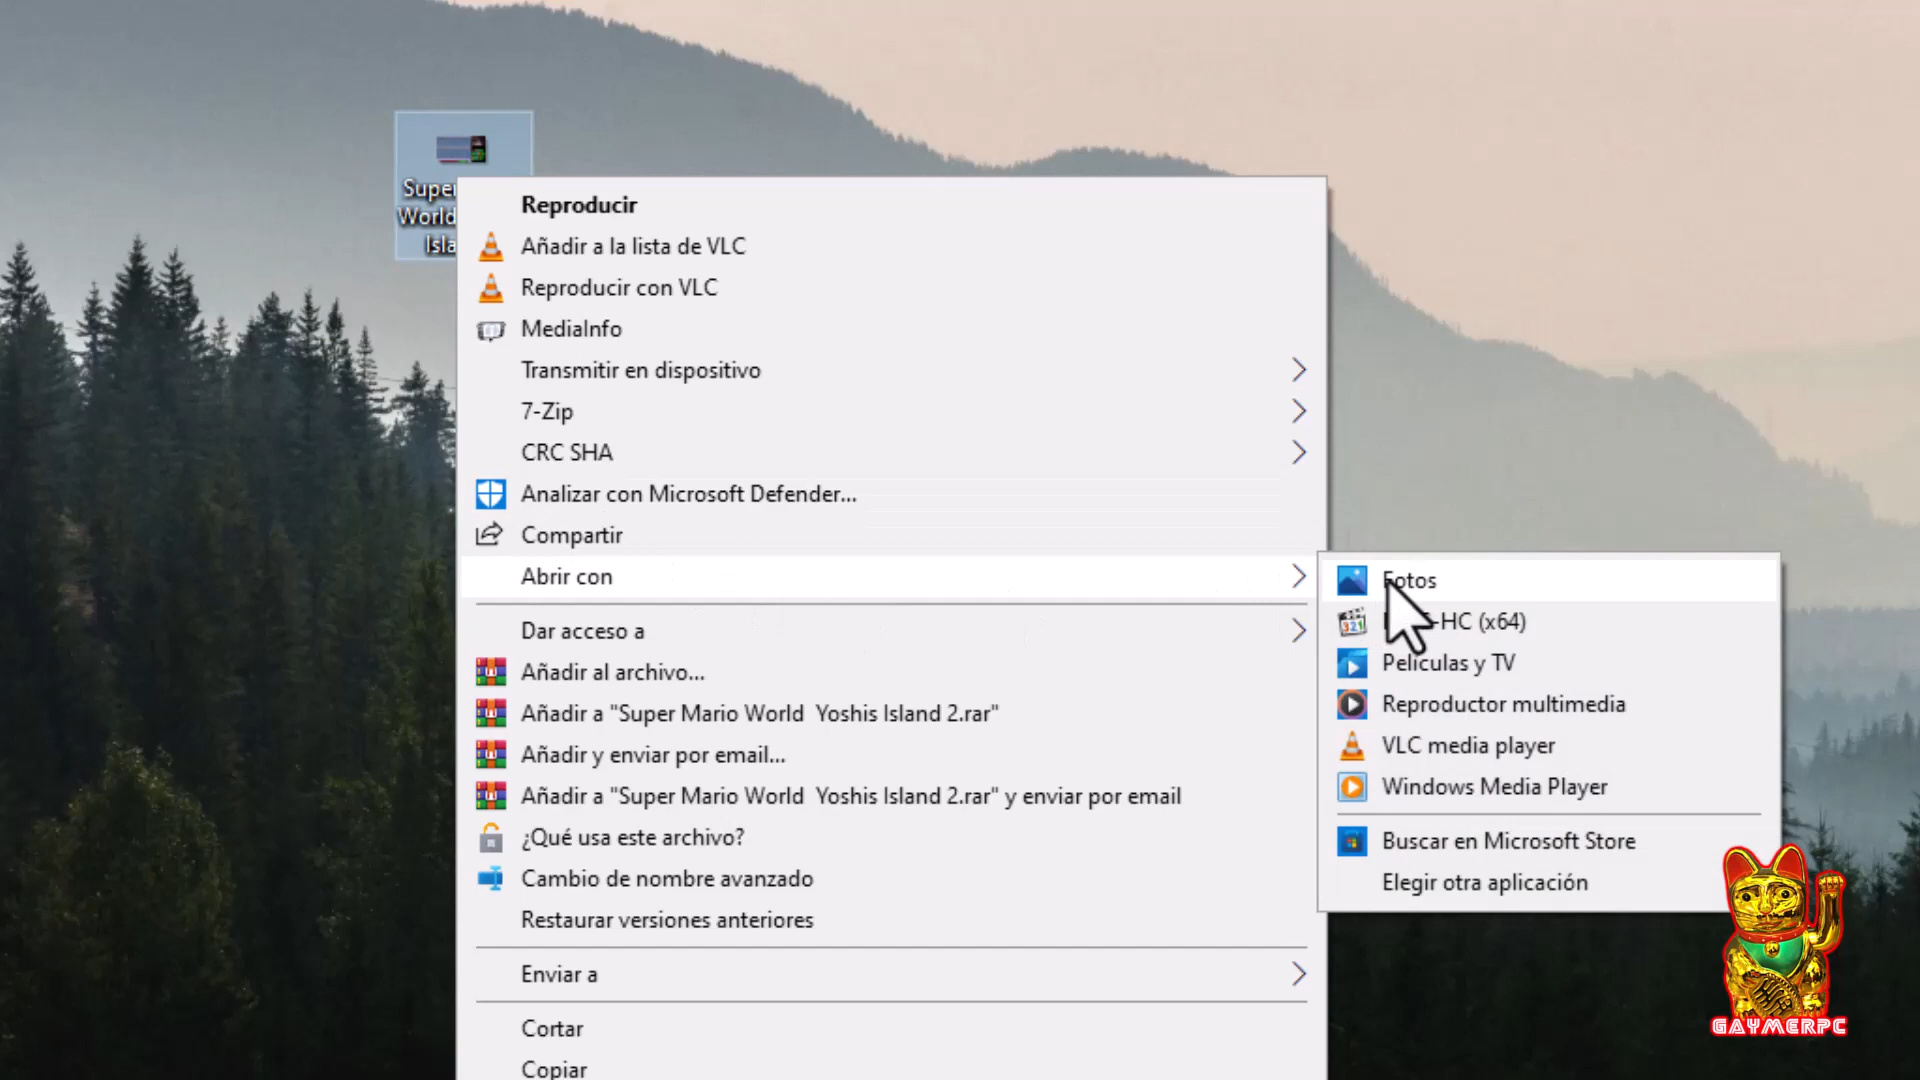 Super
World
Isla
Reproducir
Añadir a la lista de VLC
Reproducir con VLC
MediaInfo
Transmitir en dispositivo
7-Zip
CRC SHA
Analizar con Microsoft Defender...
Compartir
Abrir con
Dar acceso a
Añadir al archivo...
Añadir a "Super Mario World  Yoshis Island 2.rar"
Añadir y enviar por email...
Añadir a "Super Mario World  Yoshis Island 2.rar" y enviar por email
¿Qué usa este archivo?
Cambio de nombre avanzado
Restaurar versiones anteriores
Enviar a
Cortar
Copiar
Fotos
-HC (x64)
Películas y TV
Reproductor multimedia
VLC media player
Windows Media Player
Buscar en Microsoft Store
Elegir otra aplicación
GAYMERPC